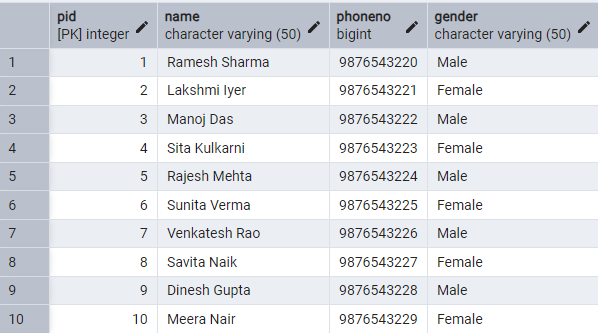 pid name phoneno gender
[PK] integer character varying (50) bigint character varying (50)
1 1 Ramesh Sharma 9876543220 Male
2 2 Lakshmi Iyer 9876543221 Female
3 3 Manoj Das 9876543222 Male
4 4 Sita Kulkarni 9876543223 Female
5 5 Rajesh Mehta 9876543224 Male
6 6 Sunita Verma 9876543225 Female
7 7 Venkatesh Rao 9876543226 Male
8 8 Savita Naik 9876543227 Female
9 9 Dinesh Gupta 9876543228 Male
10 10 Meera Nair 9876543229 Female